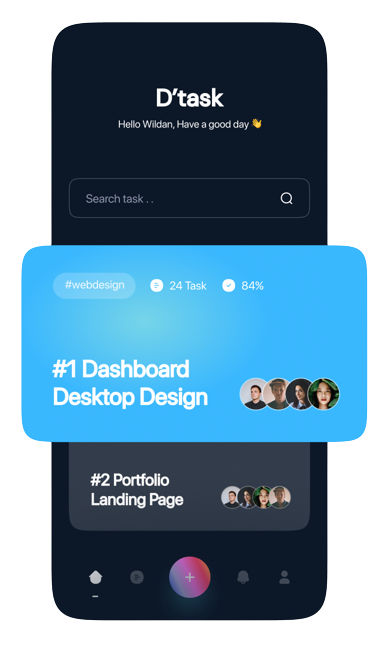 D’task
Hello Wildan, Have a good day 👋
Search task . .
#webdesign 24 Task 84%
#1 Dashboard
Desktop Design
#2 Portfolio
Landing Page